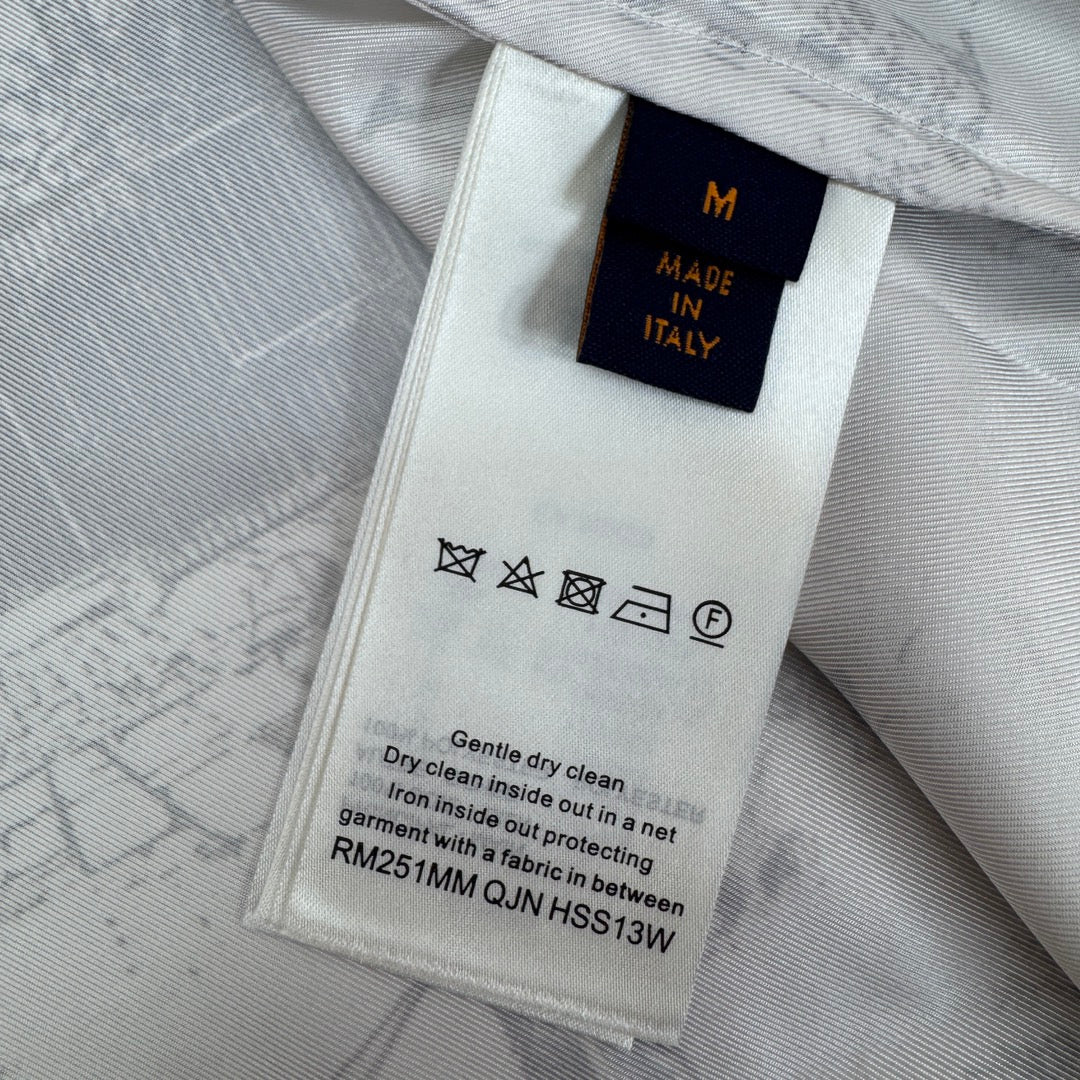 M
MADE
IN
ITALY
F
Gentle dry clean
Dry clean inside out in a net
Iron inside out protecting
garment with a fabric in between
RM251MM QJN HSS13W